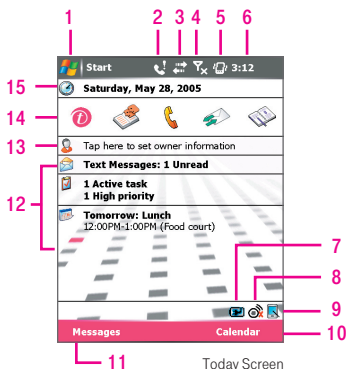 1 2 3 4 5 6
Start 3:12
15 Saturday, May 28, 2005
14
13 Tap here to set owner information
Text Messages: 1 Unread
12
1 Active task
1 High priority
Tomorrow: Lunch
12:00PM-1:00PM (Food court)
7
8
9
Messages Calendar 10
11 Today Screen